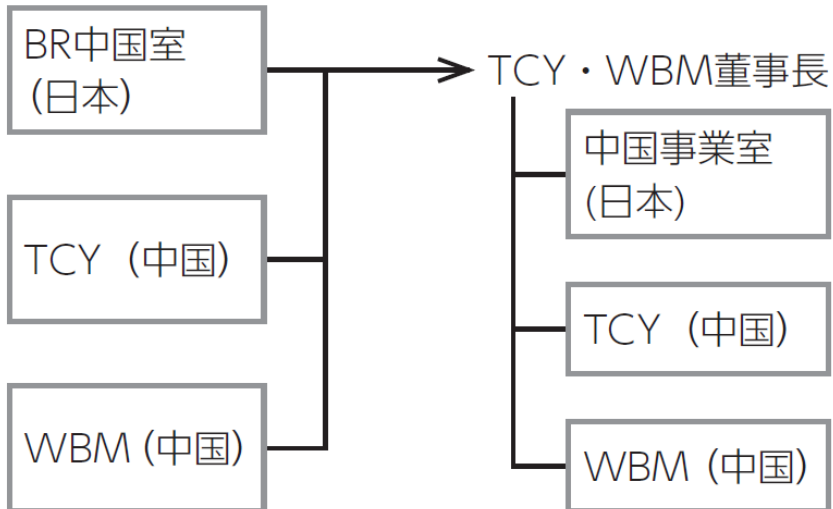 BR中国室
(日本)
TCY (中国)
WBM (中国)
TCY・WBM董事長
中国事業室
(日本)
TCY (中国)
WBM (中国)